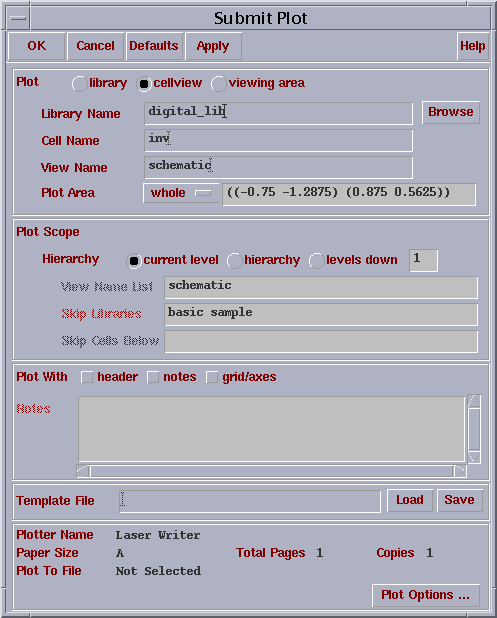 Submit Plot
OK Cancel Defaults Apply Help
Plot library cellview viewing area
Library Name digital_lib Browse
Cell Name inv
View Name schematic
Plot Area whole ((-0.75 -1.2875) (0.875 0.5625))
Plot Scope
Hierarchy current level hierarchy levels down 1
View Name List schematic
Skip Libraries basic sample
Skip Cells Below
Plot With header notes grid/axes
Notes
Template File Load Save
Plotter Name Laser Writer
Paper Size A Total Pages 1 Copies 1
Plot To File Not Selected
Plot Options ...